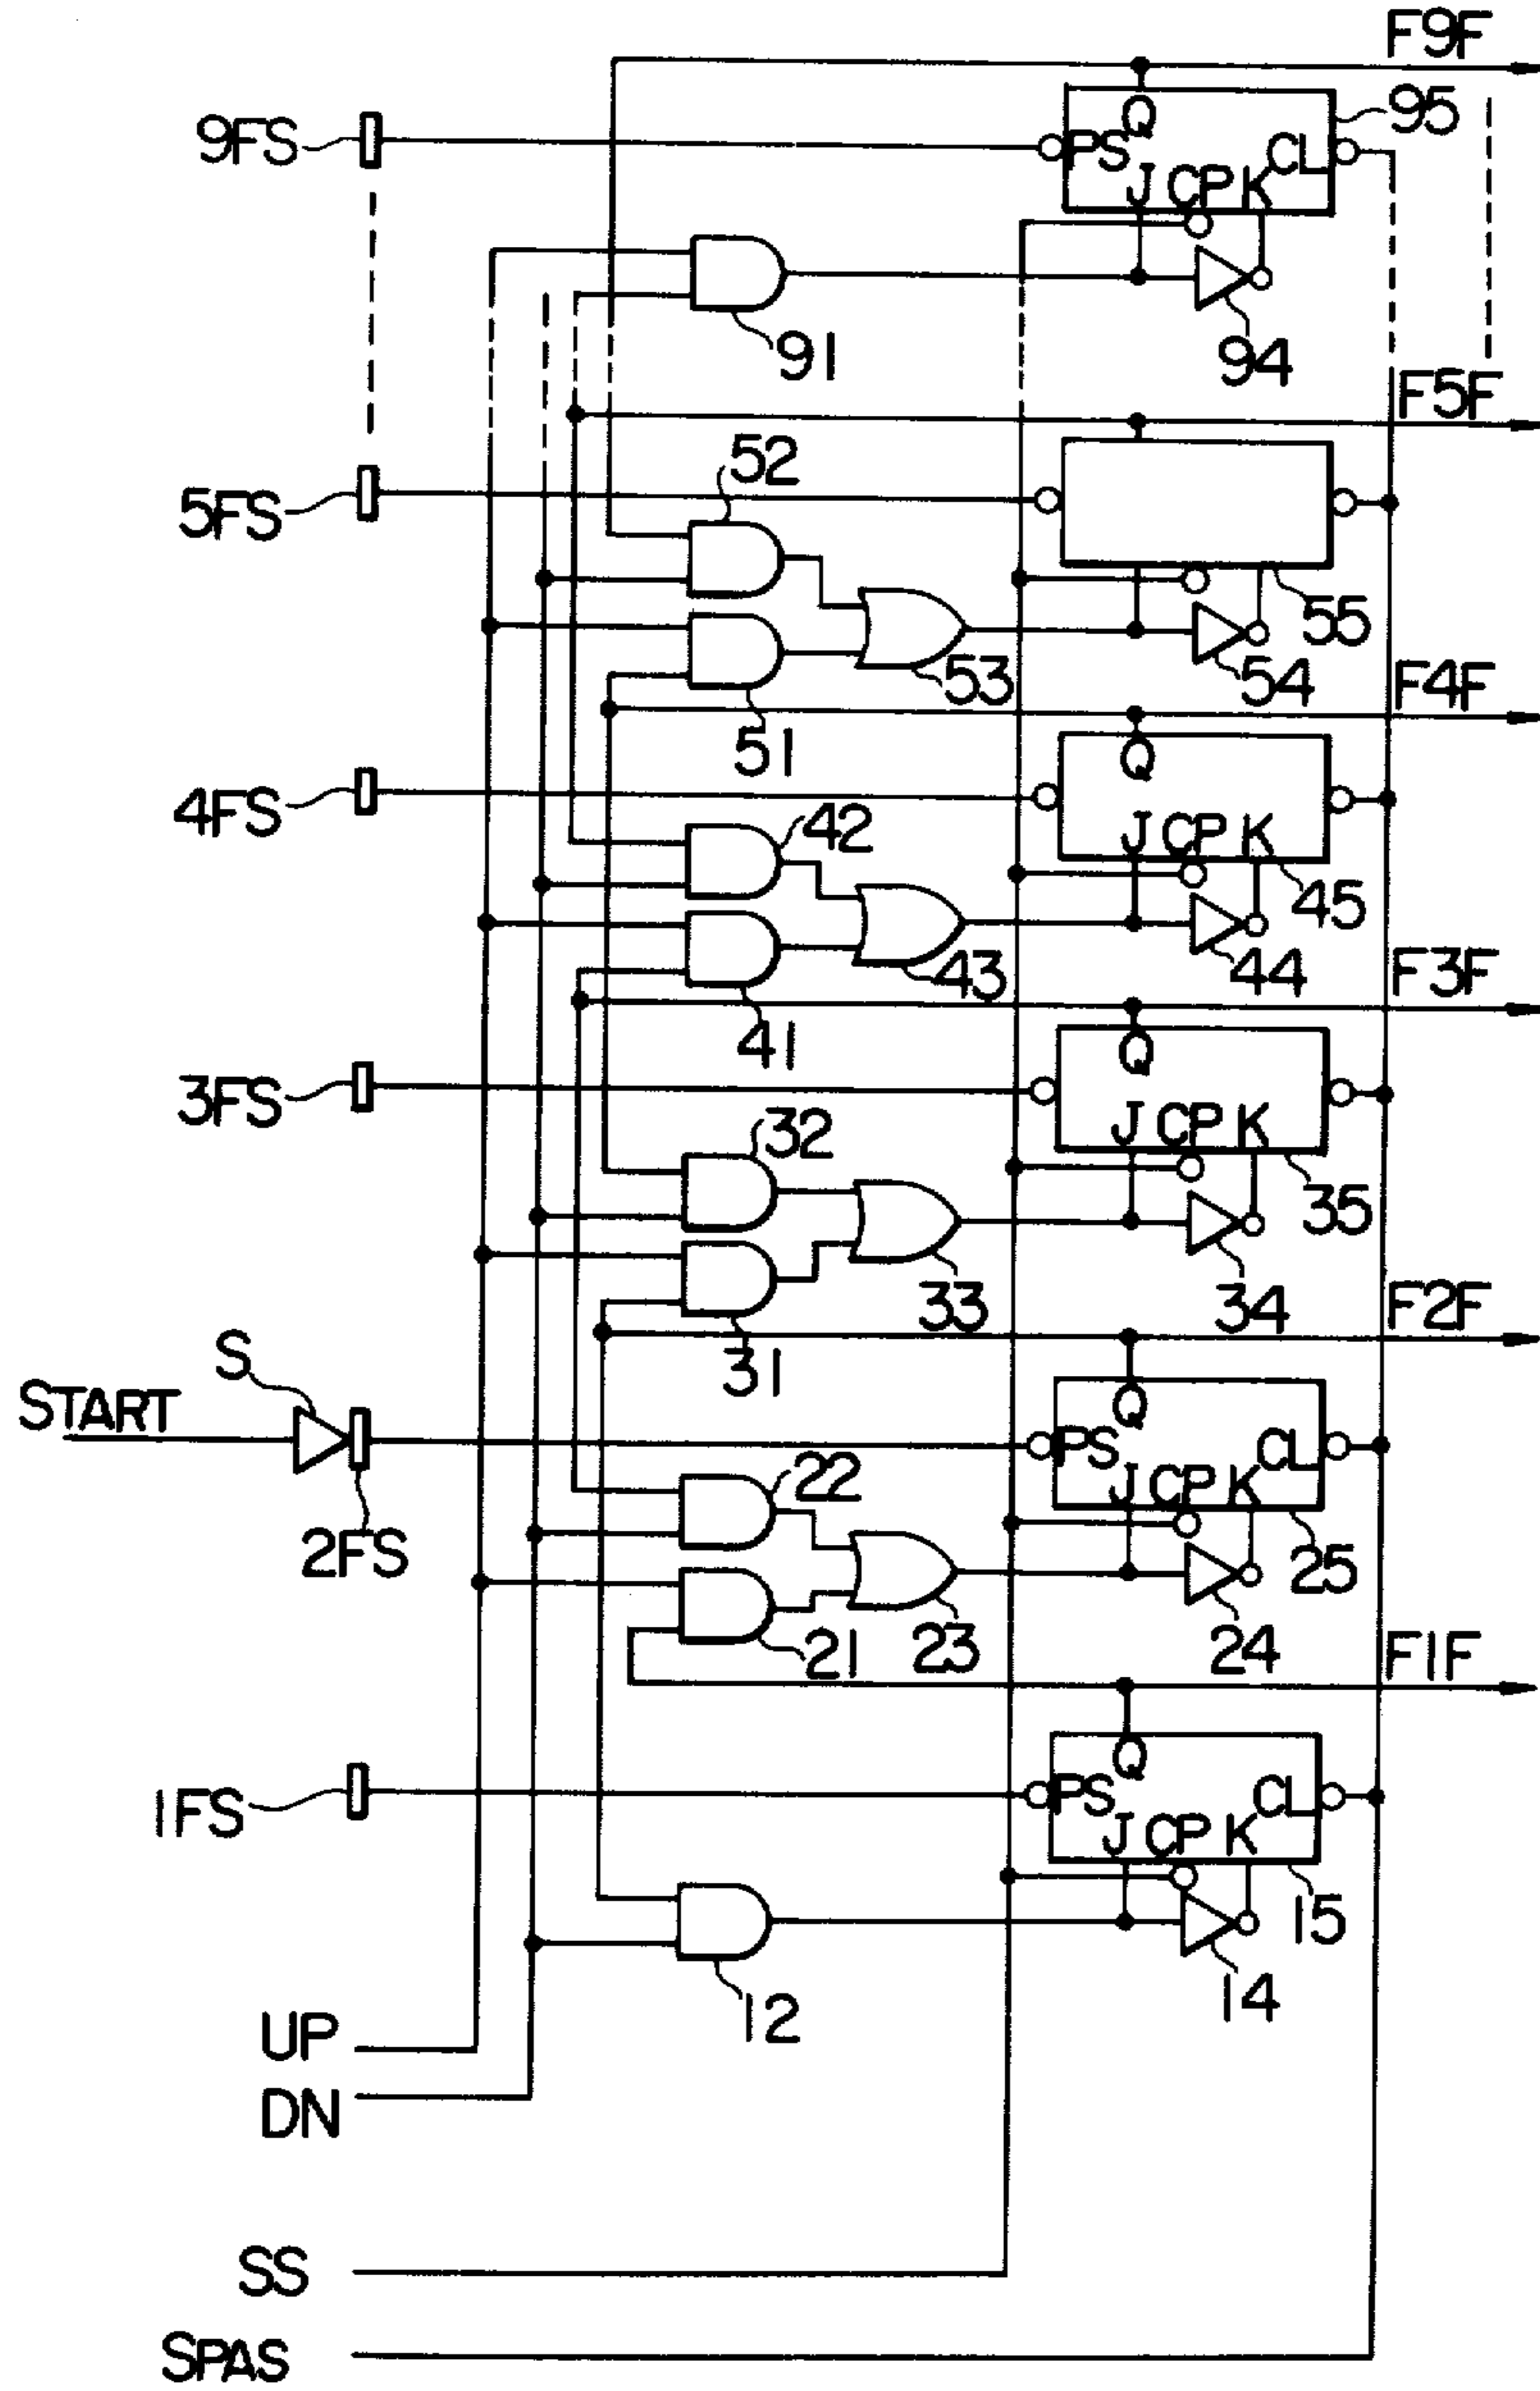 F9F
95
9FS
Q
PS
CL
J CP K
91
94
F5F
52
5FS
55
53
54
F4F
51
Q
4FS
42
J CP K
45
43
44
F3F
41
Q
3FS
32
J CP K
35
33
34
F2F
S
31
START
Q
PS
CL
22
J CP K
2FS
25
21
23
24
F1F
Q
1FS
PS
CL
J CP K
15
14
12
UP
DN
SS
SPAS